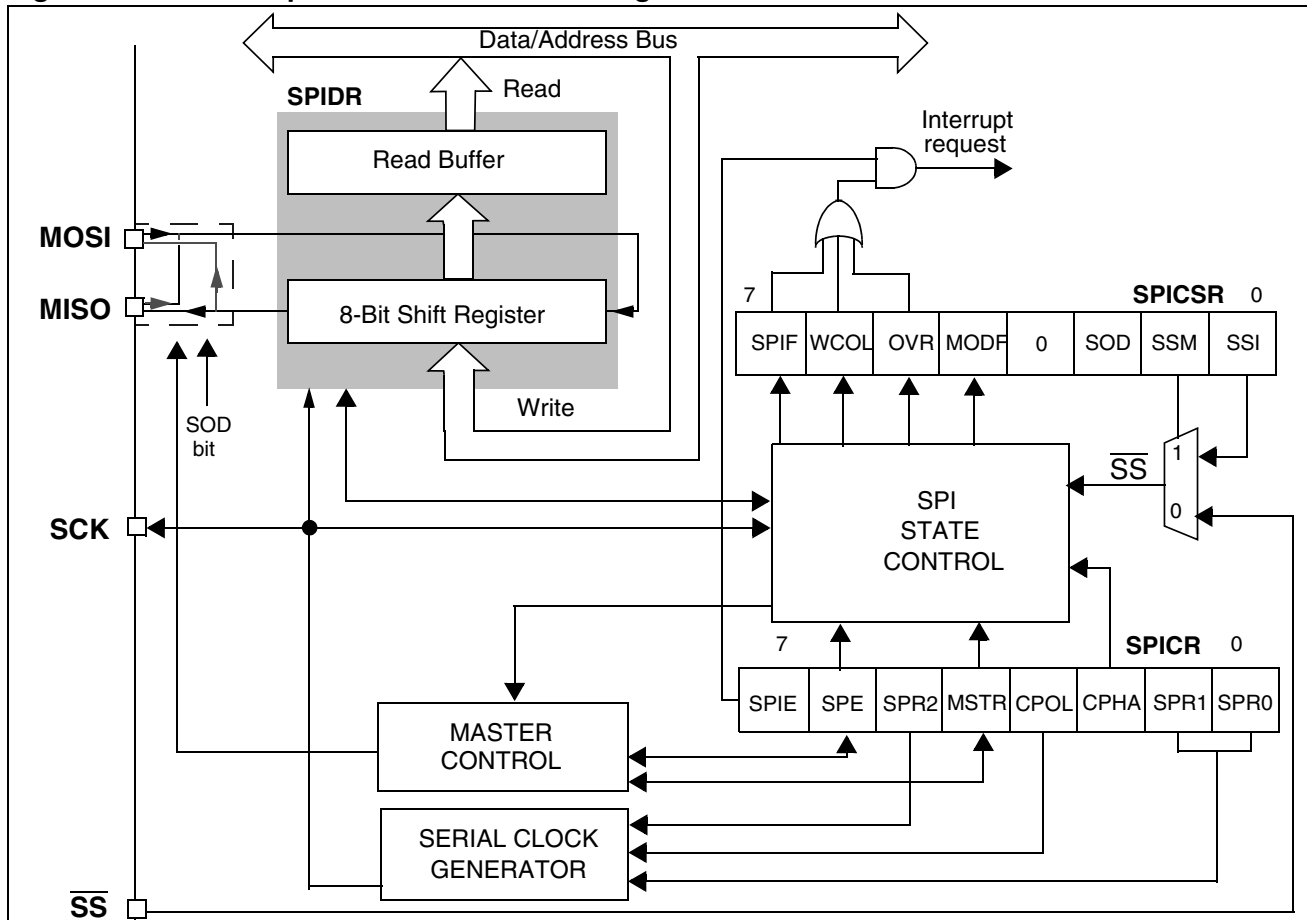 Data/Address Bus
SPIDR
Read
Read Buffer
Interrupt
request
MOSI
MISO
8-Bit Shift Register
7
SPICSR
0
SPIF
WCOL
OVR
MODF
0
SOD
SSM
SSI
Write
SOD
bit
SS
1
0
SCK
SPI
STATE
CONTROL
7
SPICR
0
SPIE
SPE
SPR2
MSTR
CPOL
CPHA
SPR1
SPR0
MASTER
CONTROL
SERIAL CLOCK
GENERATOR
SS